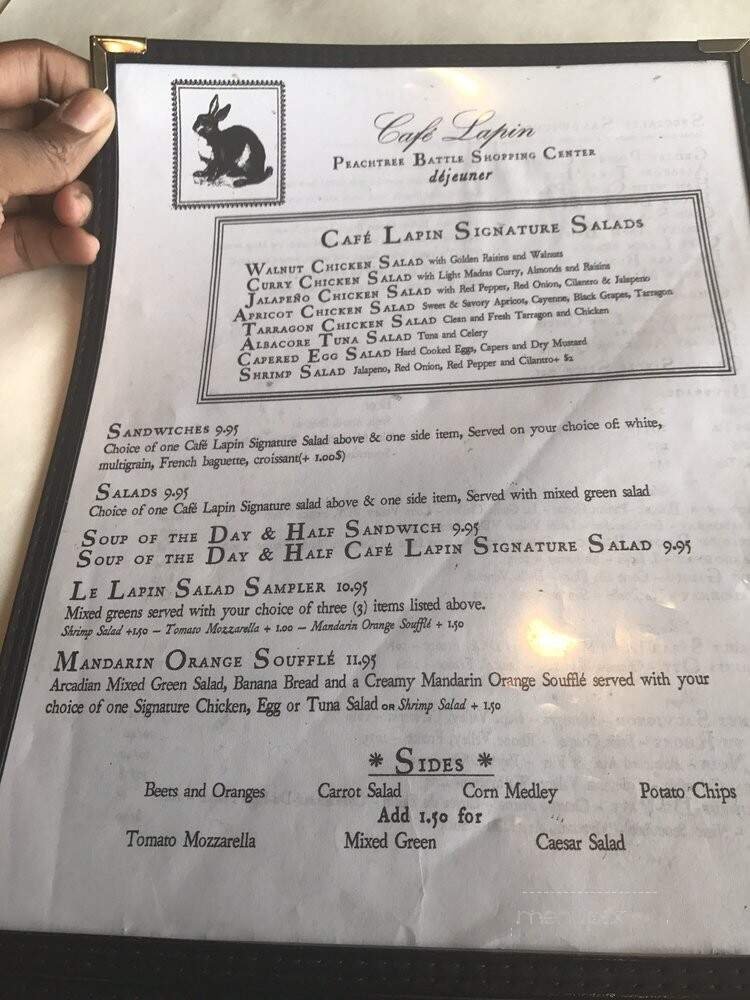 Café Lapin
Peachtree Battle Shopping Center
déjeuner
Café Lapin Signature Salads
Walnut Chicken Salad with Golden Raisins and Walnuts
Curry Chicken Salad with Light Madras Curry, Almonds and Raisins
Jalapeño Chicken Salad with Red Pepper, Red Onion, Cilantro & Jalapeno
Apricot Chicken Salad Sweet & Savory Apricots, Cayenne, Black Grapes, Tarragon
Tarragon Chicken Salad Clean and Fresh Tarragon and Chicken
Albacore Tuna Salad Tuna and Celery
Capered Egg Salad Hard Cooked Eggs, Capers and Dry Mustard
Shrimp Salad Jalapeno, Red Onion, Red Pepper and Cilantro+ $2
Sandwiches 9.95
Choice of one Café Lapin Signature Salad above & one side item, Served on your choice of: white,
multigrain, French baguette, croissant(+ 1.00$)
Salads 9.95
Choice of one Café Lapin Signature salad above & one side item, Served with mixed green salad
Soup of the Day & Half Sandwich 9.95
Soup of the Day & Half Café Lapin Signature Salad 9.95
Le Lapin Salad Sampler 10.95
Mixed greens served with your choice of three (3) items listed above.
Shrimp Salad +1.50 – Tomato Mozzarella + 1.00 – Mandarin Orange Soufflé + 1.50
Mandarin Orange Soufflé 11.95
Arcadian Mixed Green Salad, Banana Bread and a Creamy Mandarin Orange Soufflé served with your
choice of one Signature Chicken, Egg or Tuna Salad OR Shrimp Salad + 1.50
* Sides *
Beets and Oranges Carrot Salad Corn Medley Potato Chips
Add 1.50 for
Tomato Mozzarella Mixed Green Caesar Salad